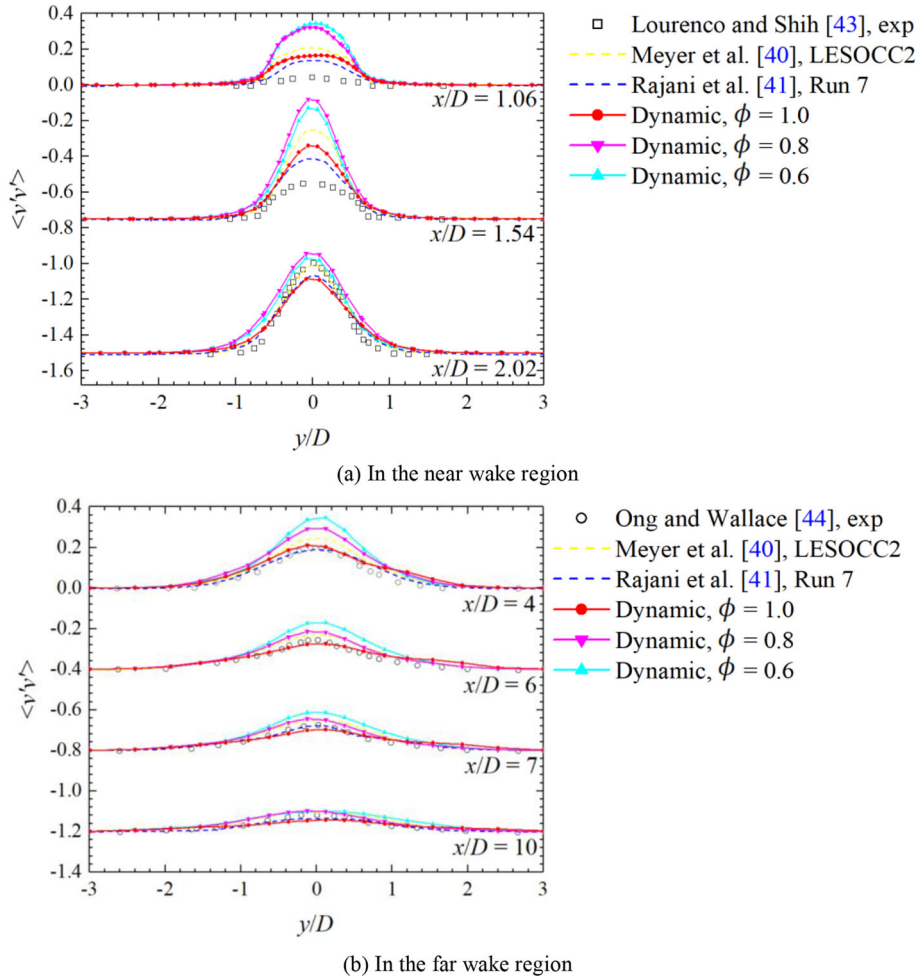 0.4
0.0
-0.4
-0.8
-1.0
-1.2
-1.4
-1.6
<v'v'>
x/D = 1.06
x/D = 1.54
x/D = 2.02
-3 -2 -1 0 1 2 3
y/D
Lourenco and Shih [43], exp
Meyer et al. [40], LESOCC2
Rajani et al. [41], Run 7
Dynamic, ϕ = 1.0
Dynamic, ϕ = 0.8
Dynamic, ϕ = 0.6
(a) In the near wake region
0.4
0.2
0.0
-0.2
-0.4
-0.6
-0.8
-1.0
-1.2
-1.4
<v'v'>
x/D = 4
x/D = 6
x/D = 7
x/D = 10
-3 -2 -1 0 1 2 3
y/D
Ong and Wallace [44], exp
Meyer et al. [40], LESOCC2
Rajani et al. [41], Run 7
Dynamic, ϕ = 1.0
Dynamic, ϕ = 0.8
Dynamic, ϕ = 0.6
(b) In the far wake region